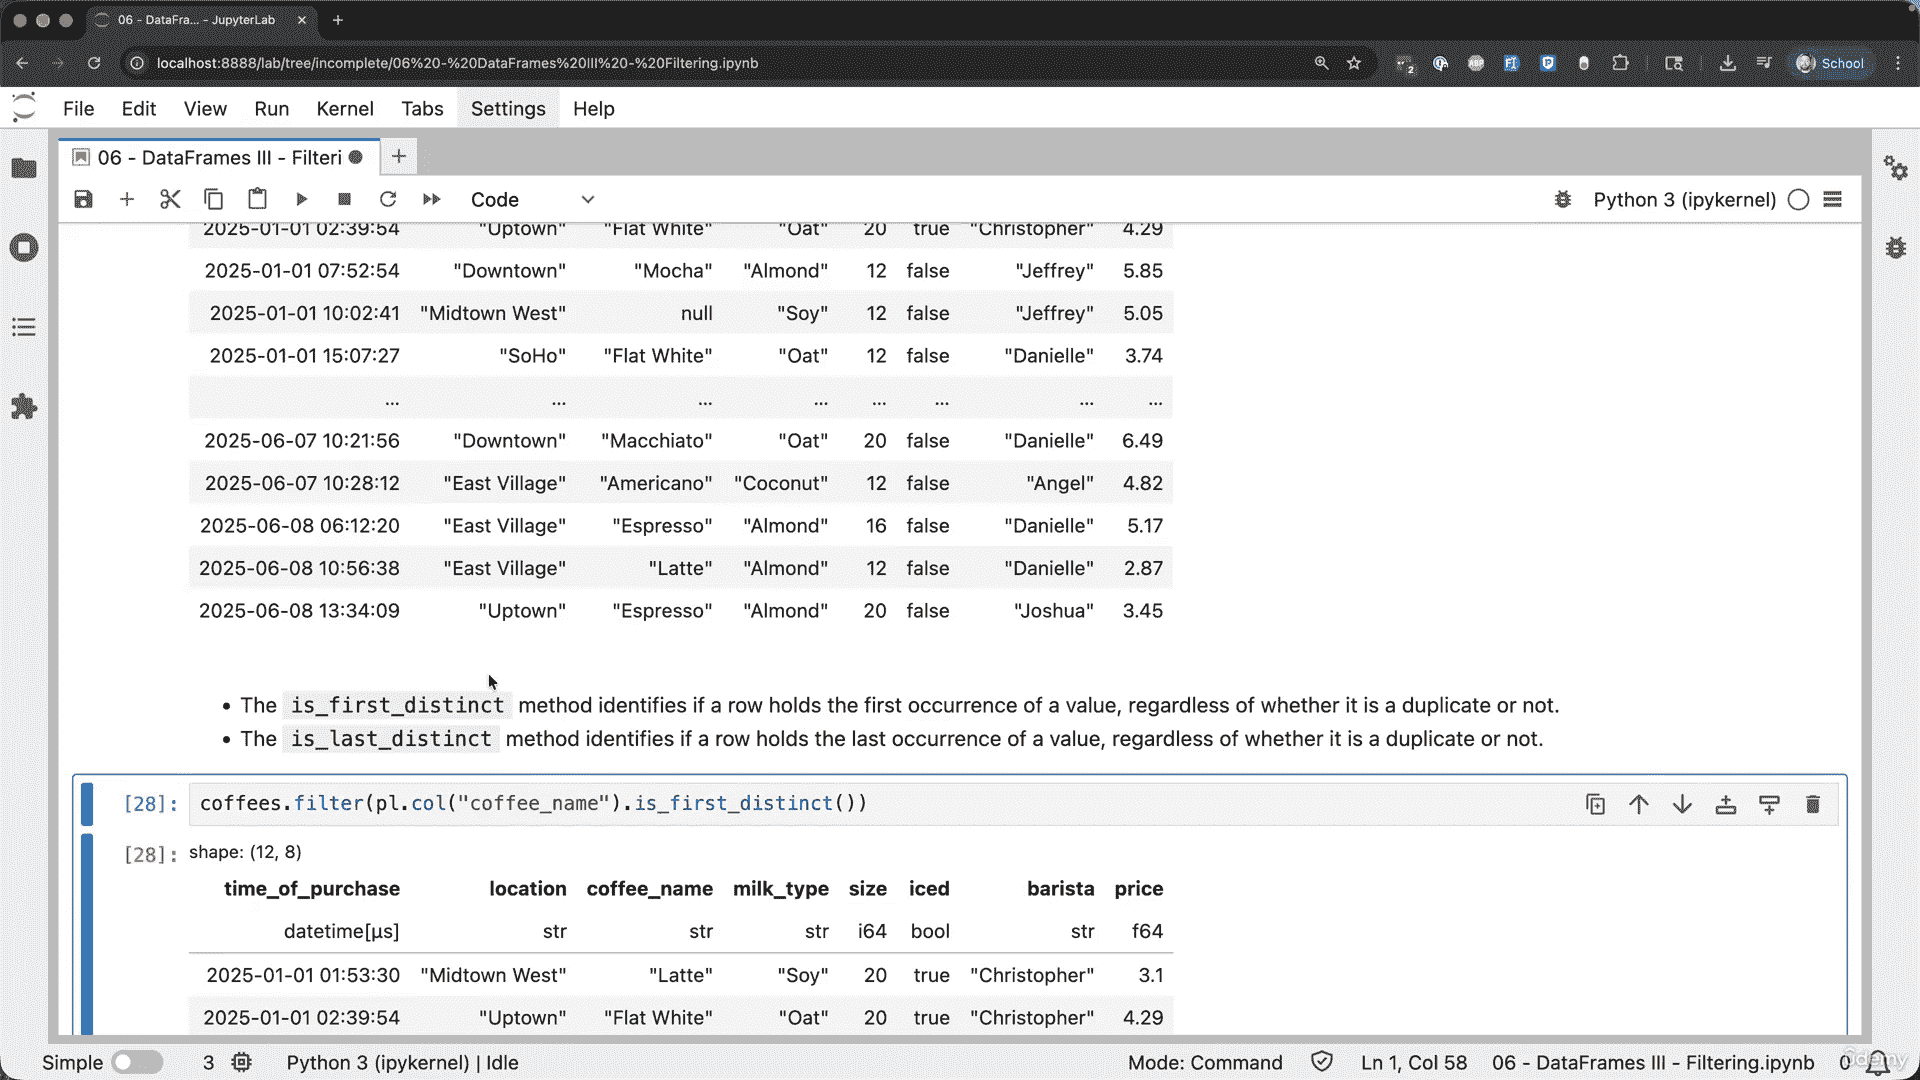 06 - DataFra... - JupyterLab
localhost:8888/lab/tree/incomplete/06%20-%20DataFrames%20III%20-%20Filtering.ipynb
2
ABP
School
File Edit View Run Kernel Tabs Settings Help
06 - DataFrames III - Filteri
Code
Python 3 (ipykernel)
2025-01-01 02:39:54 "Uptown" "Flat White" "Oat" 20 true "Christopher" 4.29
2025-01-01 07:52:54 "Downtown" "Mocha" "Almond" 12 false "Jeffrey" 5.85
2025-01-01 10:02:41 "Midtown West" null "Soy" 12 false "Jeffrey" 5.05
2025-01-01 15:07:27 "SoHo" "Flat White" "Oat" 12 false "Danielle" 3.74
... ... ... ... ... ... ... ...
2025-06-07 10:21:56 "Downtown" "Macchiato" "Oat" 20 false "Danielle" 6.49
2025-06-07 10:28:12 "East Village" "Americano" "Coconut" 12 false "Angel" 4.82
2025-06-08 06:12:20 "East Village" "Espresso" "Almond" 16 false "Danielle" 5.17
2025-06-08 10:56:38 "East Village" "Latte" "Almond" 12 false "Danielle" 2.87
2025-06-08 13:34:09 "Uptown" "Espresso" "Almond" 20 false "Joshua" 3.45
• The is_first_distinct method identifies if a row holds the first occurrence of a value, regardless of whether it is a duplicate or not.
• The is_last_distinct method identifies if a row holds the last occurrence of a value, regardless of whether it is a duplicate or not.
[28]: coffees.filter(pl.col("coffee_name").is_first_distinct())
[28]: shape: (12, 8)
time_of_purchase location coffee_name milk_type size iced barista price
datetime[μs] str str str i64 bool str f64
2025-01-01 01:53:30 "Midtown West" "Latte" "Soy" 20 true "Christopher" 3.1
2025-01-01 02:39:54 "Uptown" "Flat White" "Oat" 20 true "Christopher" 4.29
Simple 3 Python 3 (ipykernel) | Idle Mode: Command Ln 1, Col 58 06 - DataFrames III - Filtering.ipynb 0
Udemy